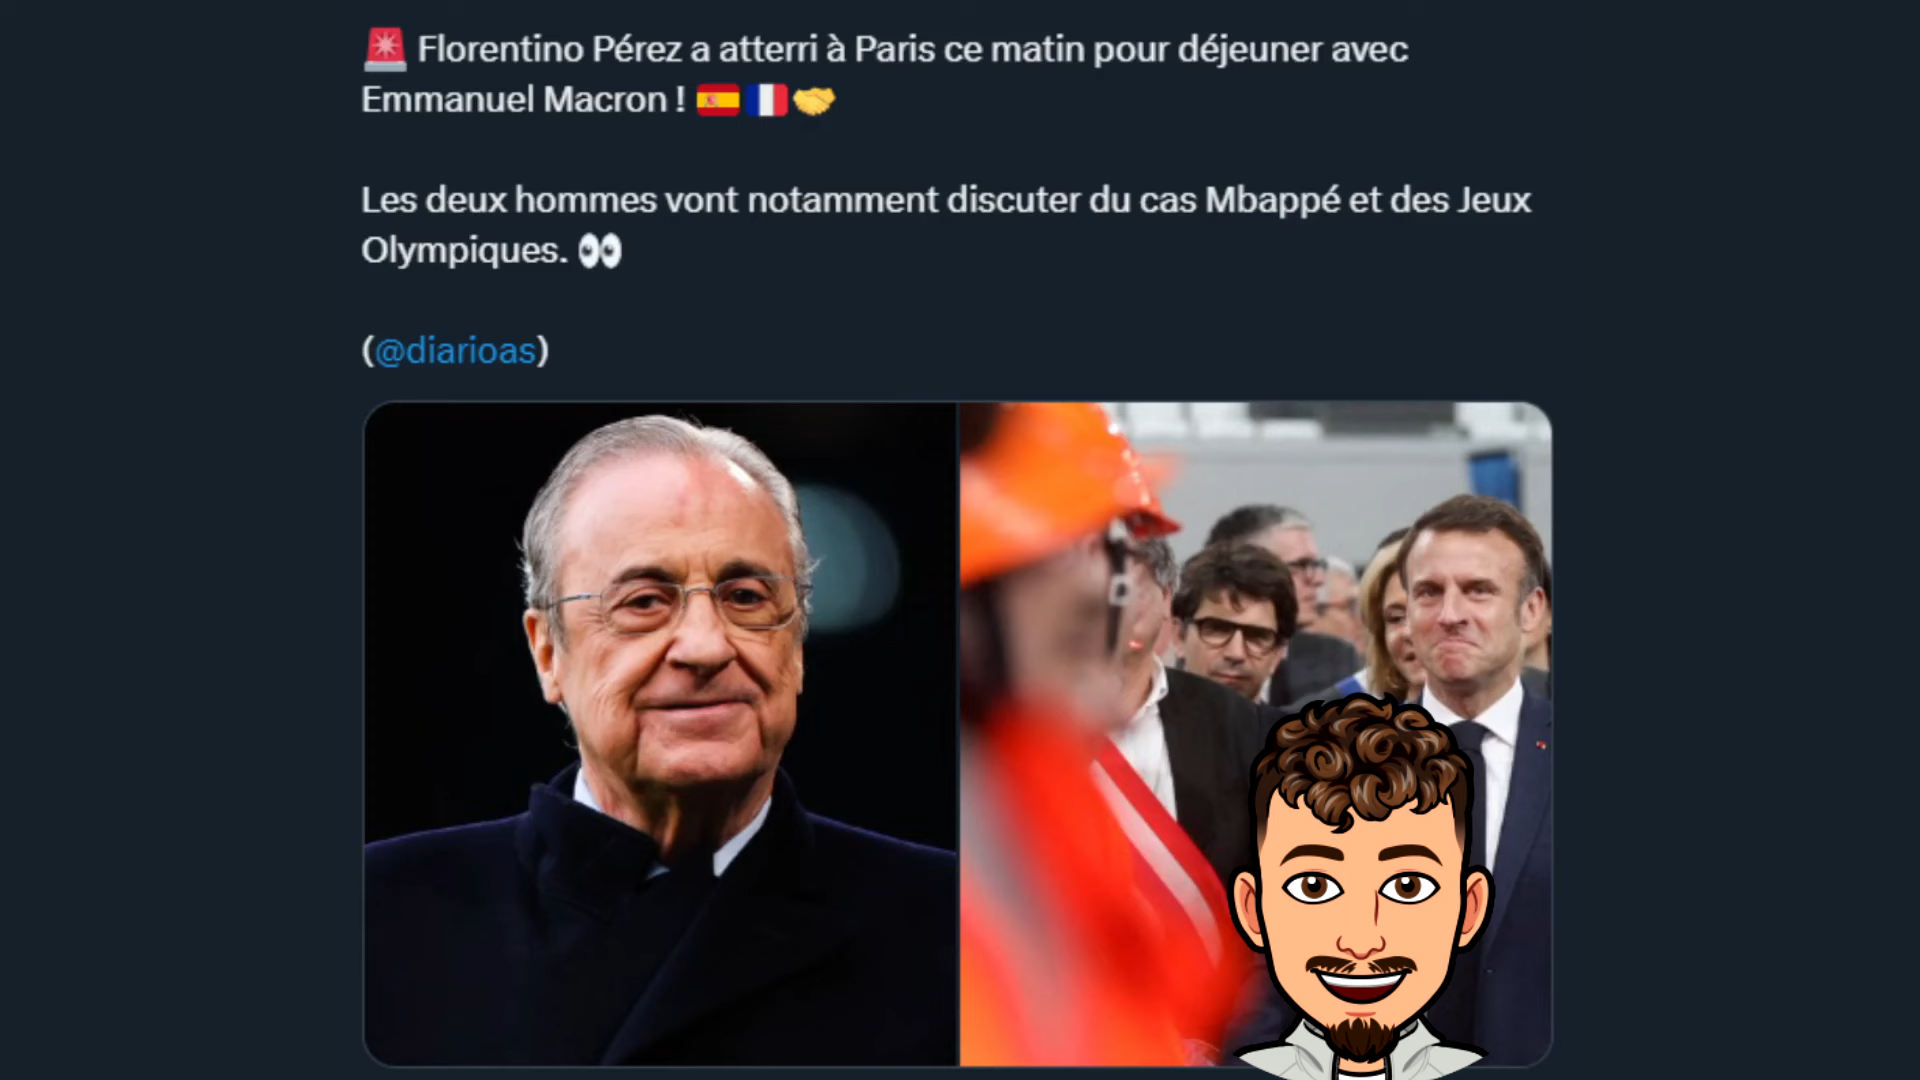 🚨 Florentino Pérez a atterri à Paris ce matin pour déjeuner avec
Emmanuel Macron ! 🇪🇸🇫🇷🤝
Les deux hommes vont notamment discuter du cas Mbappé et des Jeux
Olympiques. 👀
(@diarioas)